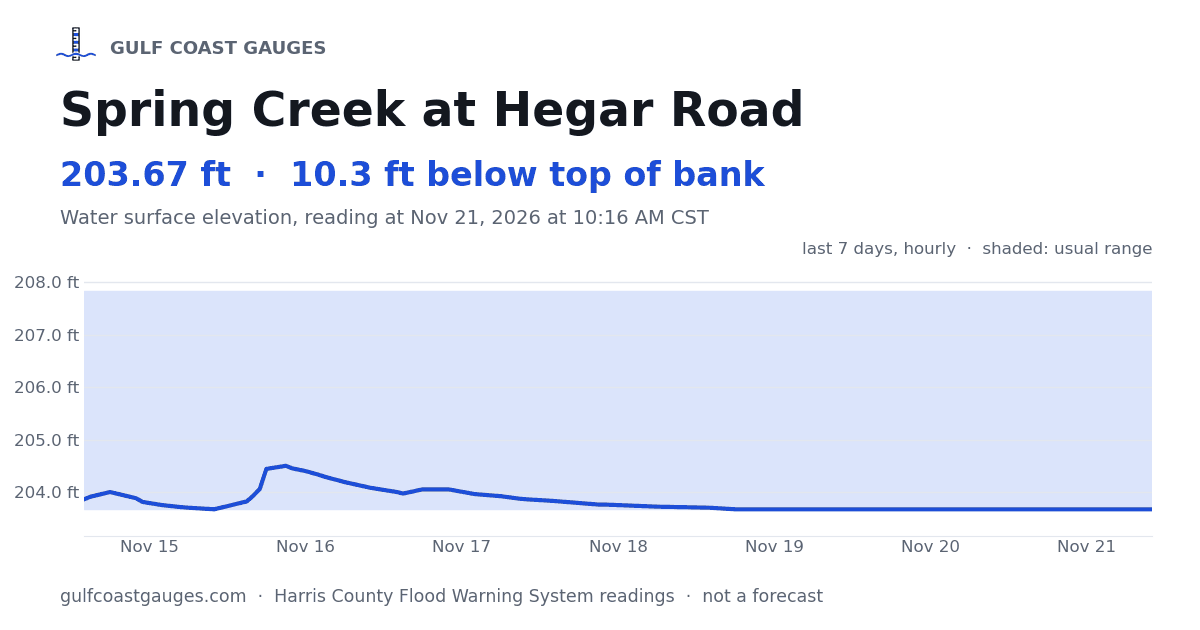 GULF COAST GAUGES
Spring Creek at Hegar Road
203.67 ft · 10.3 ft below top of bank
Water surface elevation, reading at Nov 21, 2026 at 10:16 AM CST
last 7 days, hourly · shaded: usual range
208.0 ft
207.0 ft
206.0 ft
205.0 ft
204.0 ft
Nov 15 Nov 16 Nov 17 Nov 18 Nov 19 Nov 20 Nov 21
gulfcoastgauges.com · Harris County Flood Warning System readings · not a forecast